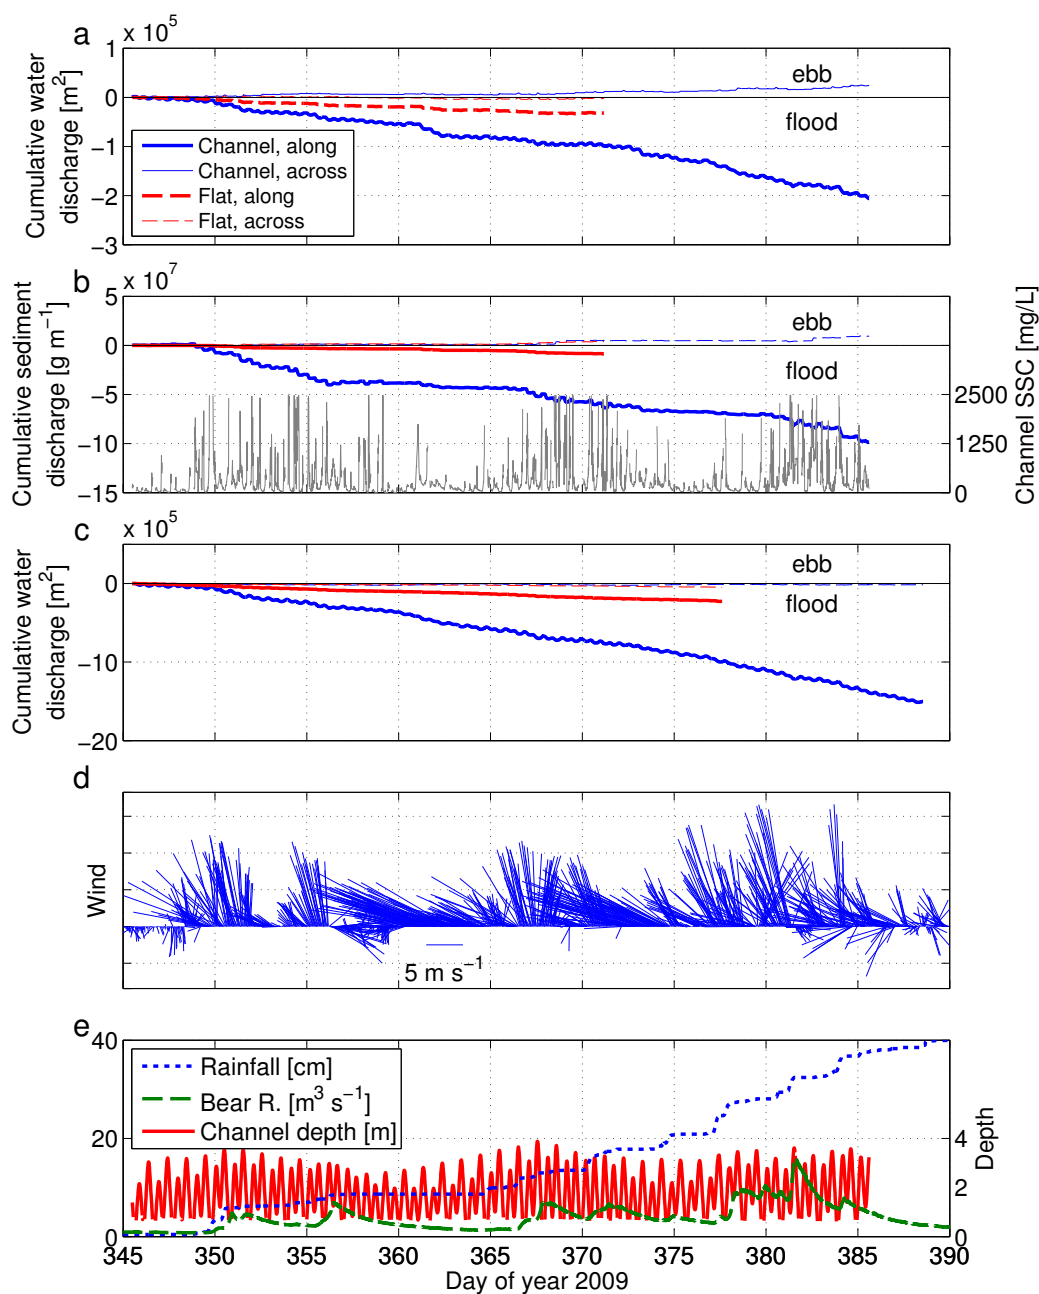 a
x 10^5
Cumulative water
discharge [m^2]
1
0
−1
−2
−3
ebb
flood
Channel, along
Channel, across
Flat, along
Flat, across
b
x 10^7
Cumulative sediment
discharge [g m^−1]
5
0
−5
−10
−15
ebb
flood
2500
1250
0
Channel SSC [mg/L]
c
x 10^5
Cumulative water
discharge [m^2]
0
−10
−20
ebb
flood
d
Wind
5 m s^−1
e
40
20
0
Rainfall [cm]
Bear R. [m^3 s^−1]
Channel depth [m]
4
2
0
Depth
345 350 355 360 365 370 375 380 385 390
Day of year 2009